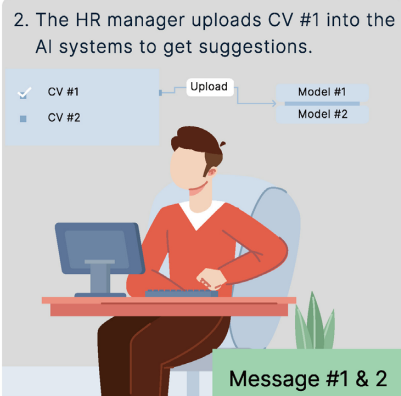 2. The HR manager uploads CV #1 into the
AI systems to get suggestions.
CV #1
Upload
Model #1
CV #2
Model #2
Message #1 & 2